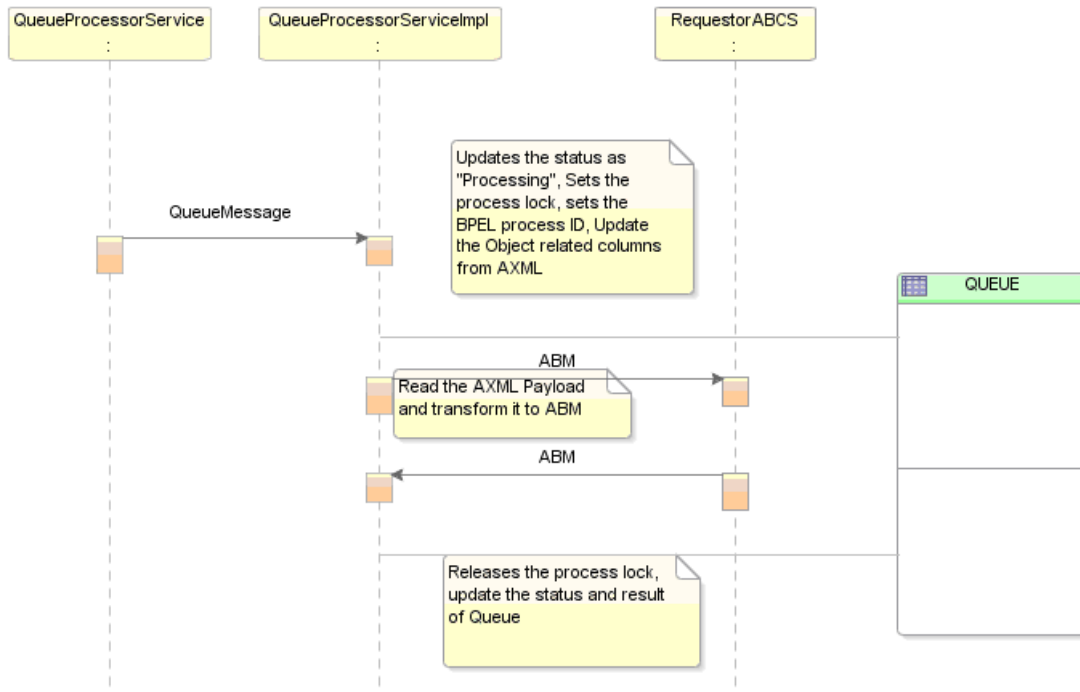 QueueProcessorService
:
QueueProcessorServiceImpl
:
RequestorABCS
:
Updates the status as
"Processing", Sets the
process lock, sets the
BPEL process ID, Update
the Object related columns
from AXML
QueueMessage
QUEUE
ABM
Read the AXML Payload
and transform it to ABM
ABM
Releases the process lock,
update the status and result
of Queue